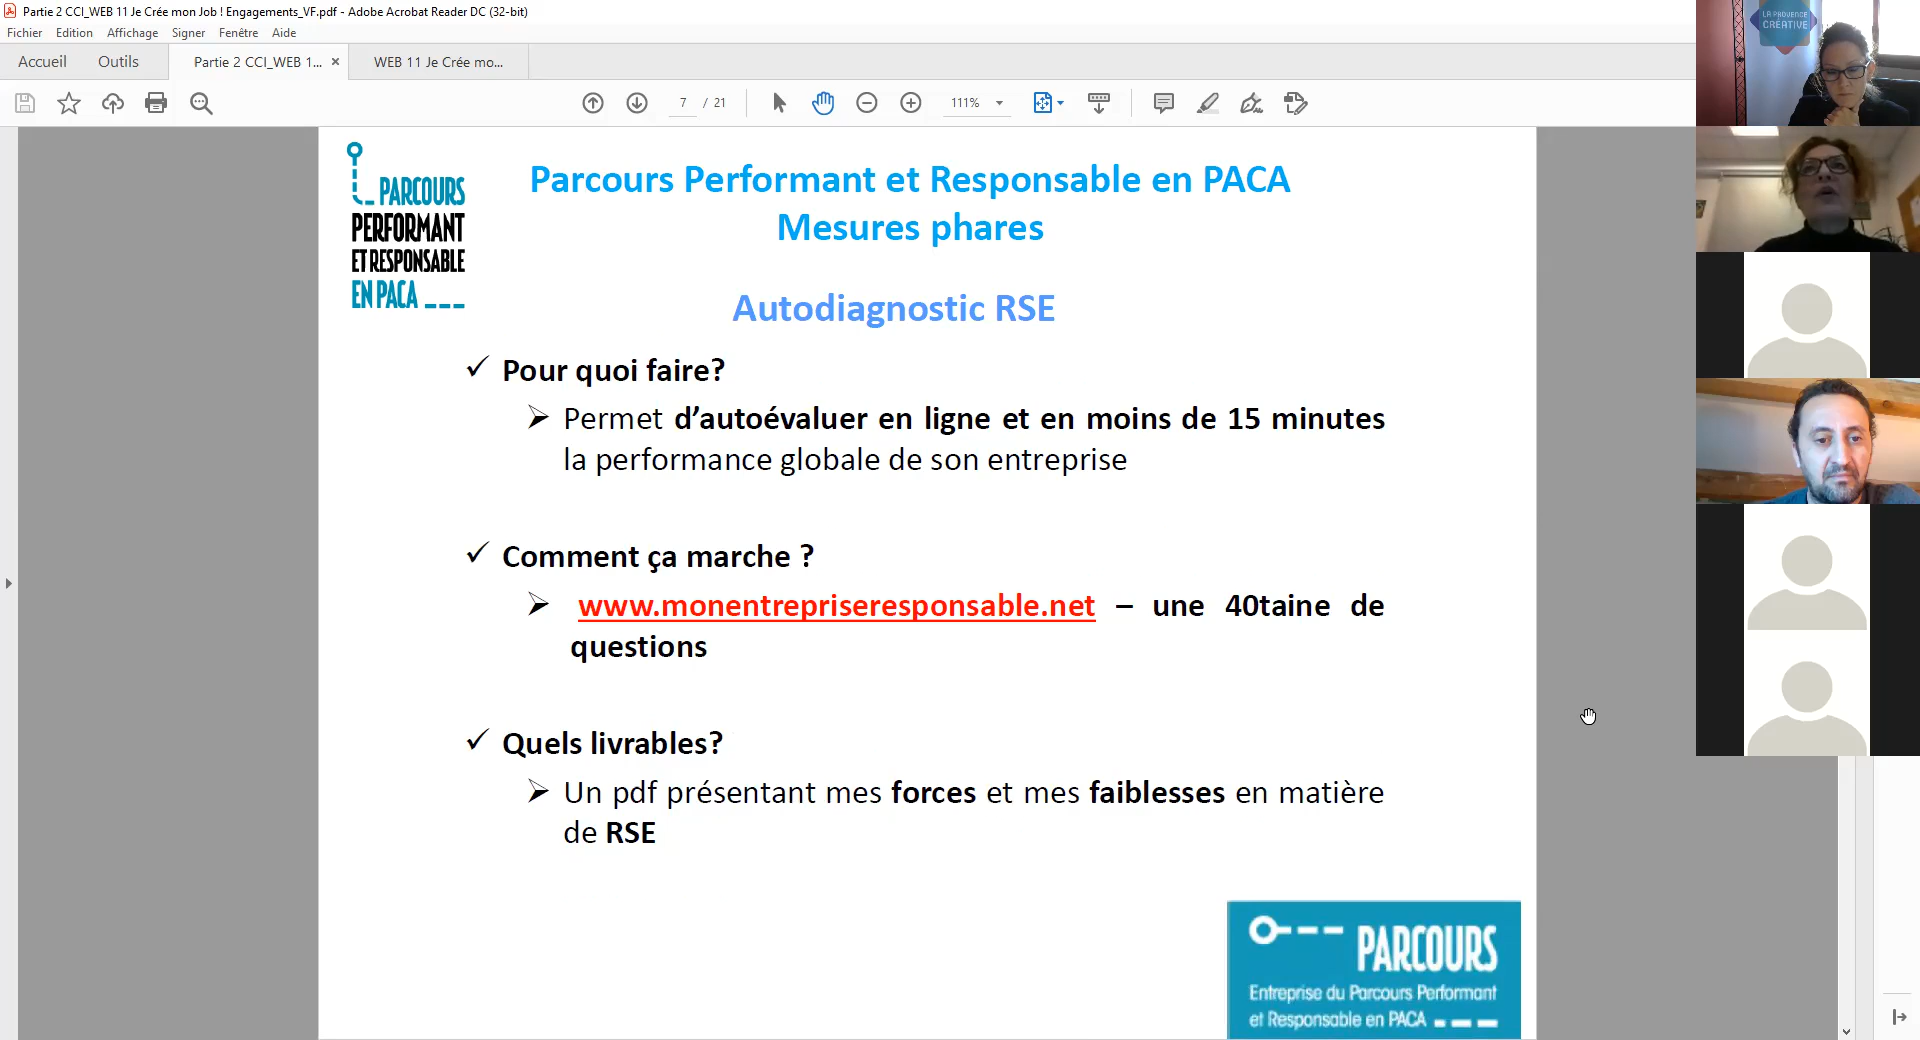 Partie 2 CCI_WEB 11 Je Crée mon Job ! Engagements_VF.pdf - Adobe Acrobat Reader DC (32-bit)
Fichier Edition Affichage Signer Fenêtre Aide
Accueil Outils Partie 2 CCI_WEB 1... × WEB 11 Je Crée mo...
7 / 21 111%
LA PROVENCE
CRÉATIVE
PARCOURS
PERFORMANT
ET RESPONSABLE
EN PACA
Parcours Performant et Responsable en PACA
Mesures phares
Autodiagnostic RSE
✓ Pour quoi faire?
➢ Permet d’autoévaluer en ligne et en moins de 15 minutes
la performance globale de son entreprise
✓ Comment ça marche ?
➢ www.monentrepriseresponsable.net – une 40taine de
questions
✓ Quels livrables?
➢ Un pdf présentant mes forces et mes faiblesses en matière
de RSE
PARCOURS
Entreprise du Parcours Performant
et Responsable en PACA